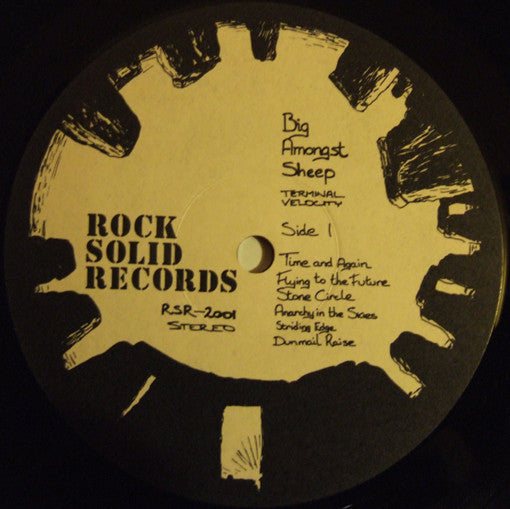 Big
Amongst
Sheep
TERMINAL
VELOCITY
Side 1
ROCK
SOLID
RECORDS
RSR-2001
STEREO
Time and Again
Flying to the Future
Stone Circle
Anarchy in the Skies
Striding Edge
Dunmail Raise